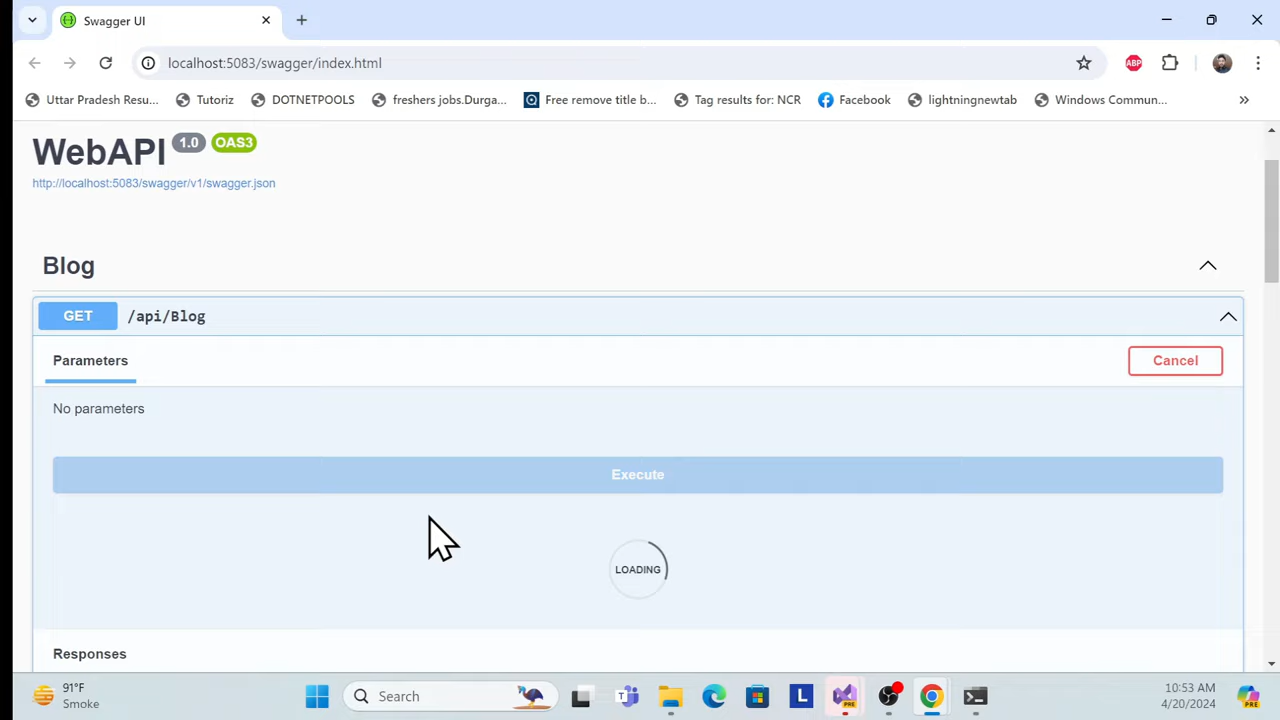 Swagger UI
localhost:5083/swagger/index.html
ABP
Uttar Pradesh Resu... Tutoriz DOTNETPOOLS freshers jobs.Durga... Free remove title b... Tag results for: NCR Facebook lightningnewtab Windows Commun...
WebAPI 1.0 OAS3
http://localhost:5083/swagger/v1/swagger.json
Blog
GET /api/Blog
Parameters Cancel
No parameters
Execute
LOADING
Responses
91°F
Smoke
Search
L
PRE
10:53 AM
4/20/2024
PRE